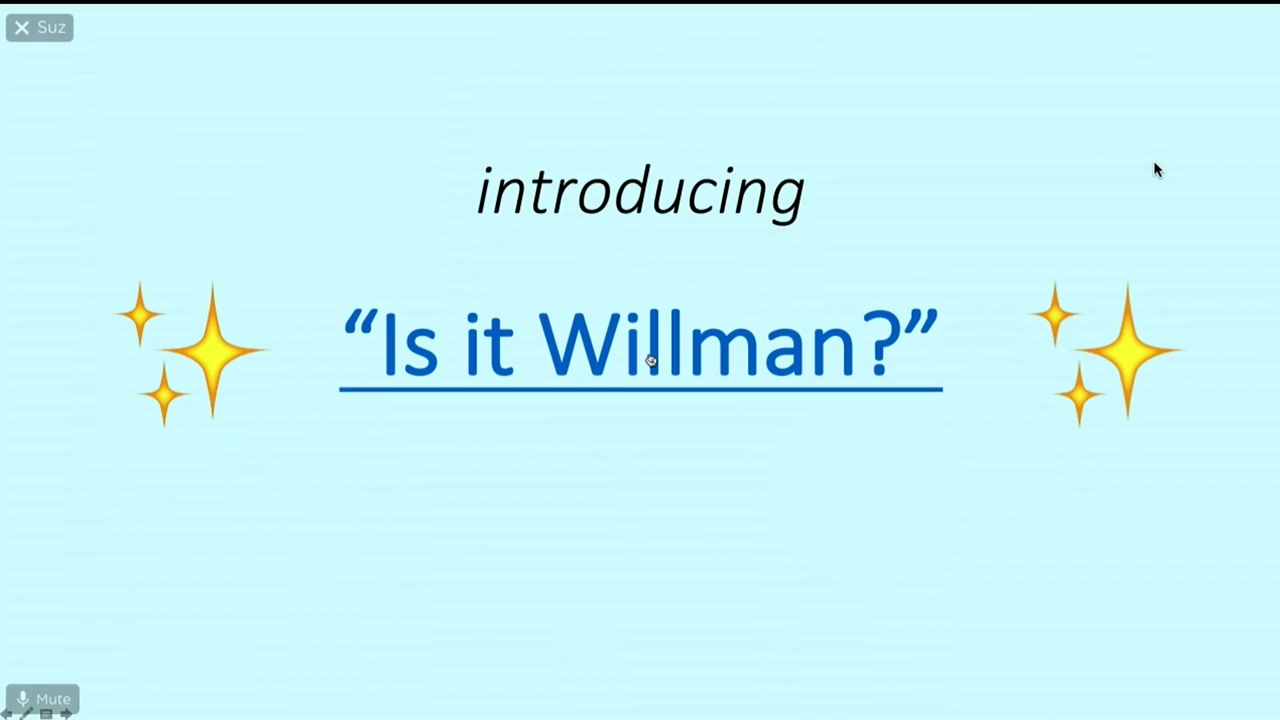 Suz
introducing
“Is it Willman?”
Mute